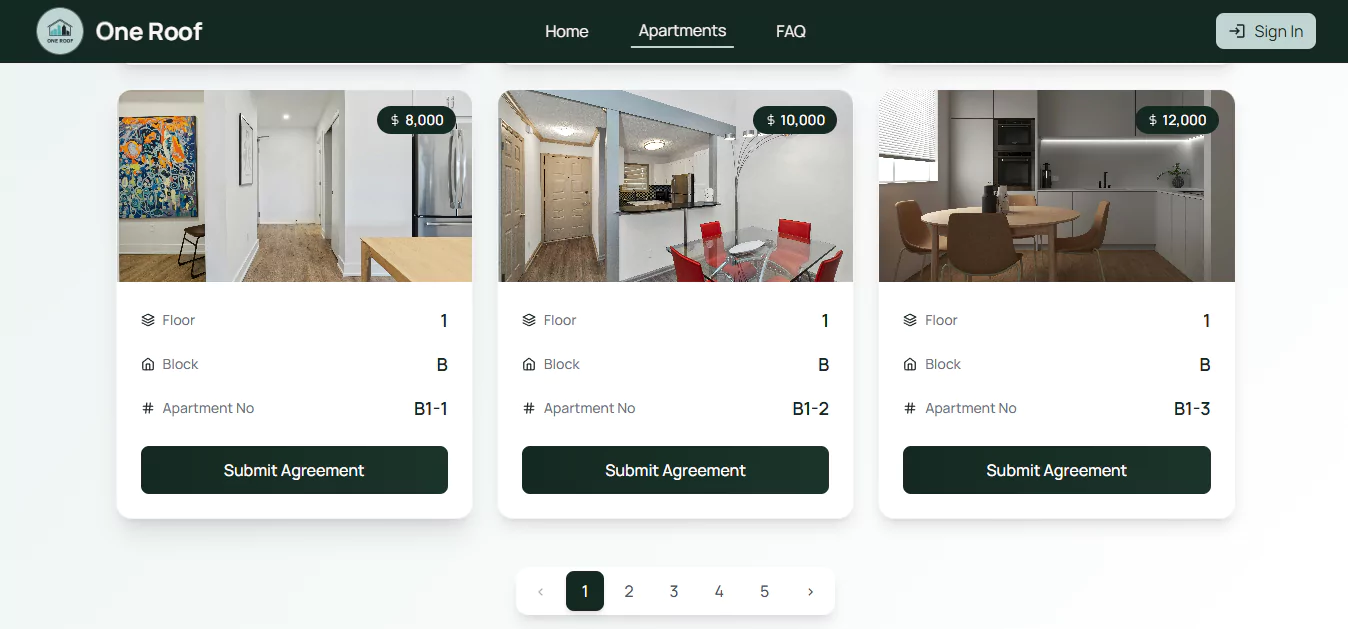 ONE ROOF
One Roof
Home
Apartments
FAQ
Sign In
$ 8,000
$ 10,000
$ 12,000
Floor 1
Block B
# Apartment No B1-1
Submit Agreement
Floor 1
Block B
# Apartment No B1-2
Submit Agreement
Floor 1
Block B
# Apartment No B1-3
Submit Agreement
‹ 1 2 3 4 5 ›